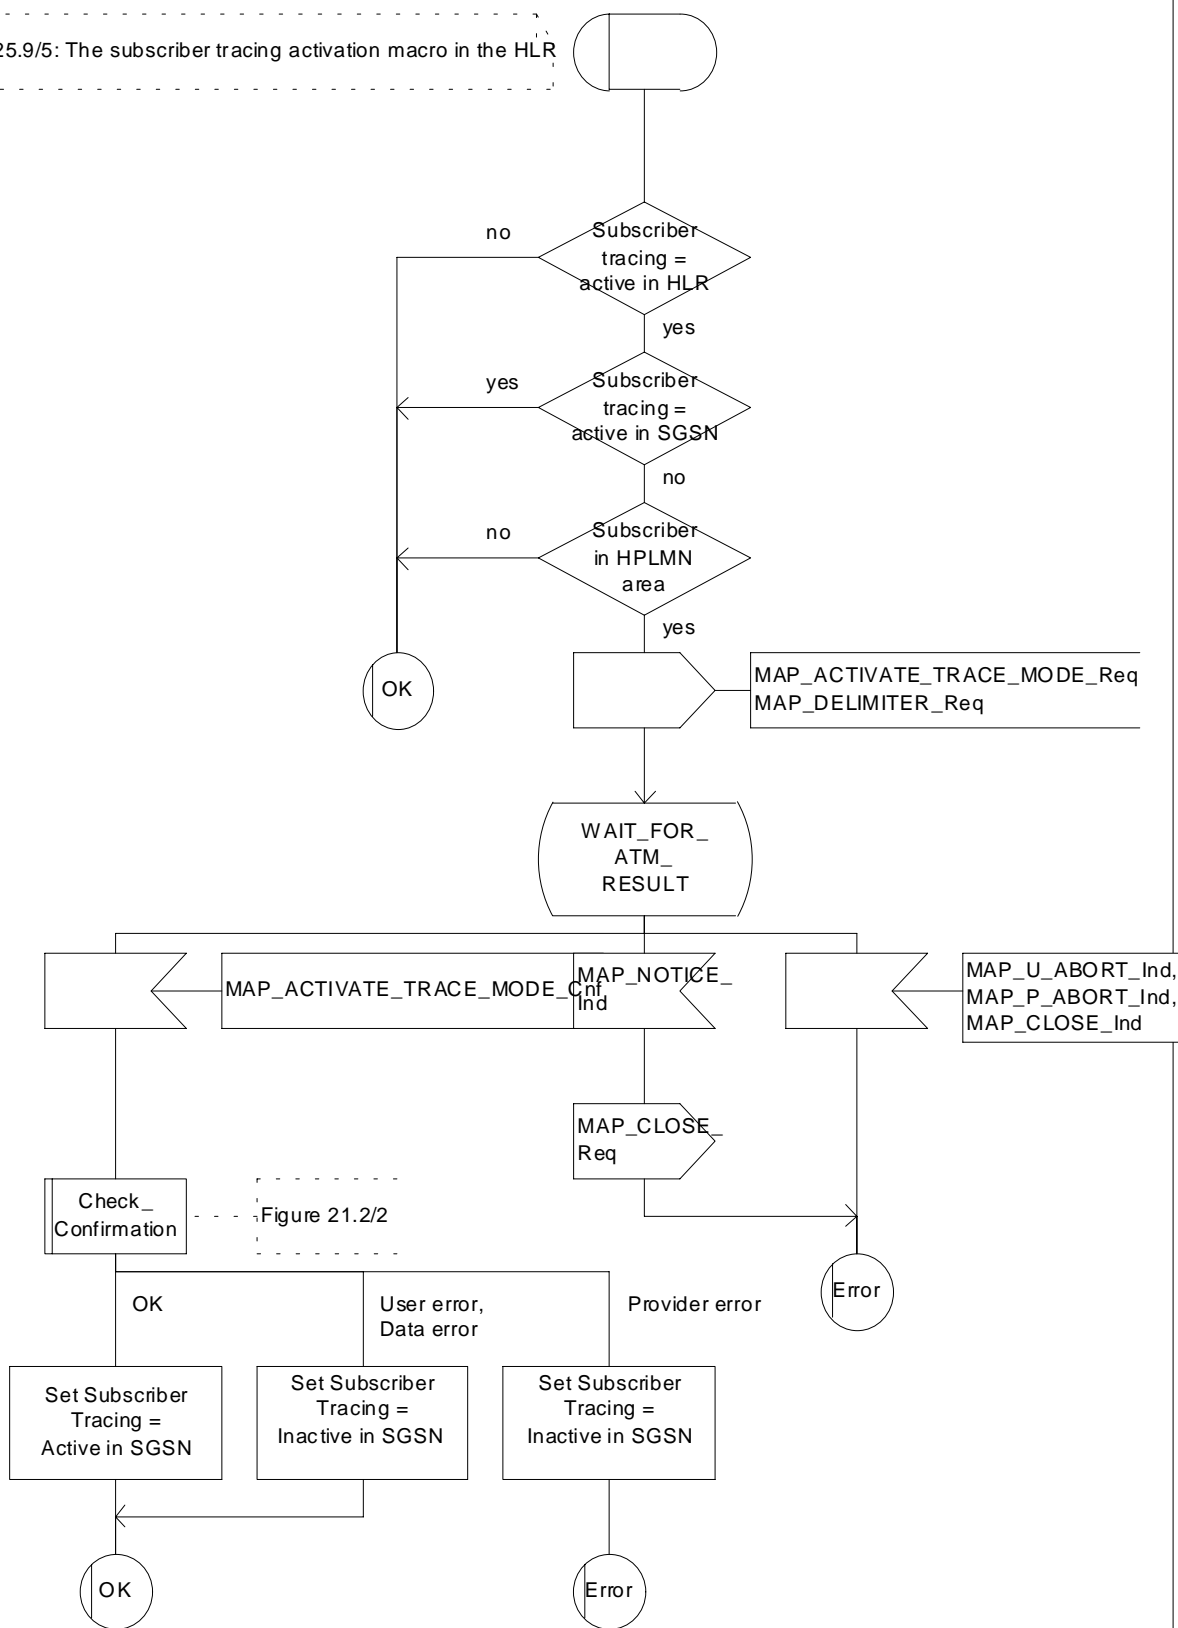 25.9/5: The subscriber tracing activation macro in the HLR
no
Subscriber
tracing =
active in HLR
yes
yes
Subscriber
tracing =
active in SGSN
no
no
Subscriber
in HPLMN
area
yes
OK
MAP_ACTIVATE_TRACE_MODE_Req
MAP_DELIMITER_Req
WAIT_FOR_
ATM_
RESULT
MAP_ACTIVATE_TRACE_MODE_Cnf
MAP_NOTICE_
Ind
MAP_U_ABORT_Ind,
MAP_P_ABORT_Ind,
MAP_CLOSE_Ind
MAP_CLOSE_
Req
Check_
Confirmation
Figure 21.2/2
Error
OK
User error,
Data error
Provider error
Set Subscriber
Tracing =
Active in SGSN
Set Subscriber
Tracing =
Inactive in SGSN
Set Subscriber
Tracing =
Inactive in SGSN
OK
Error